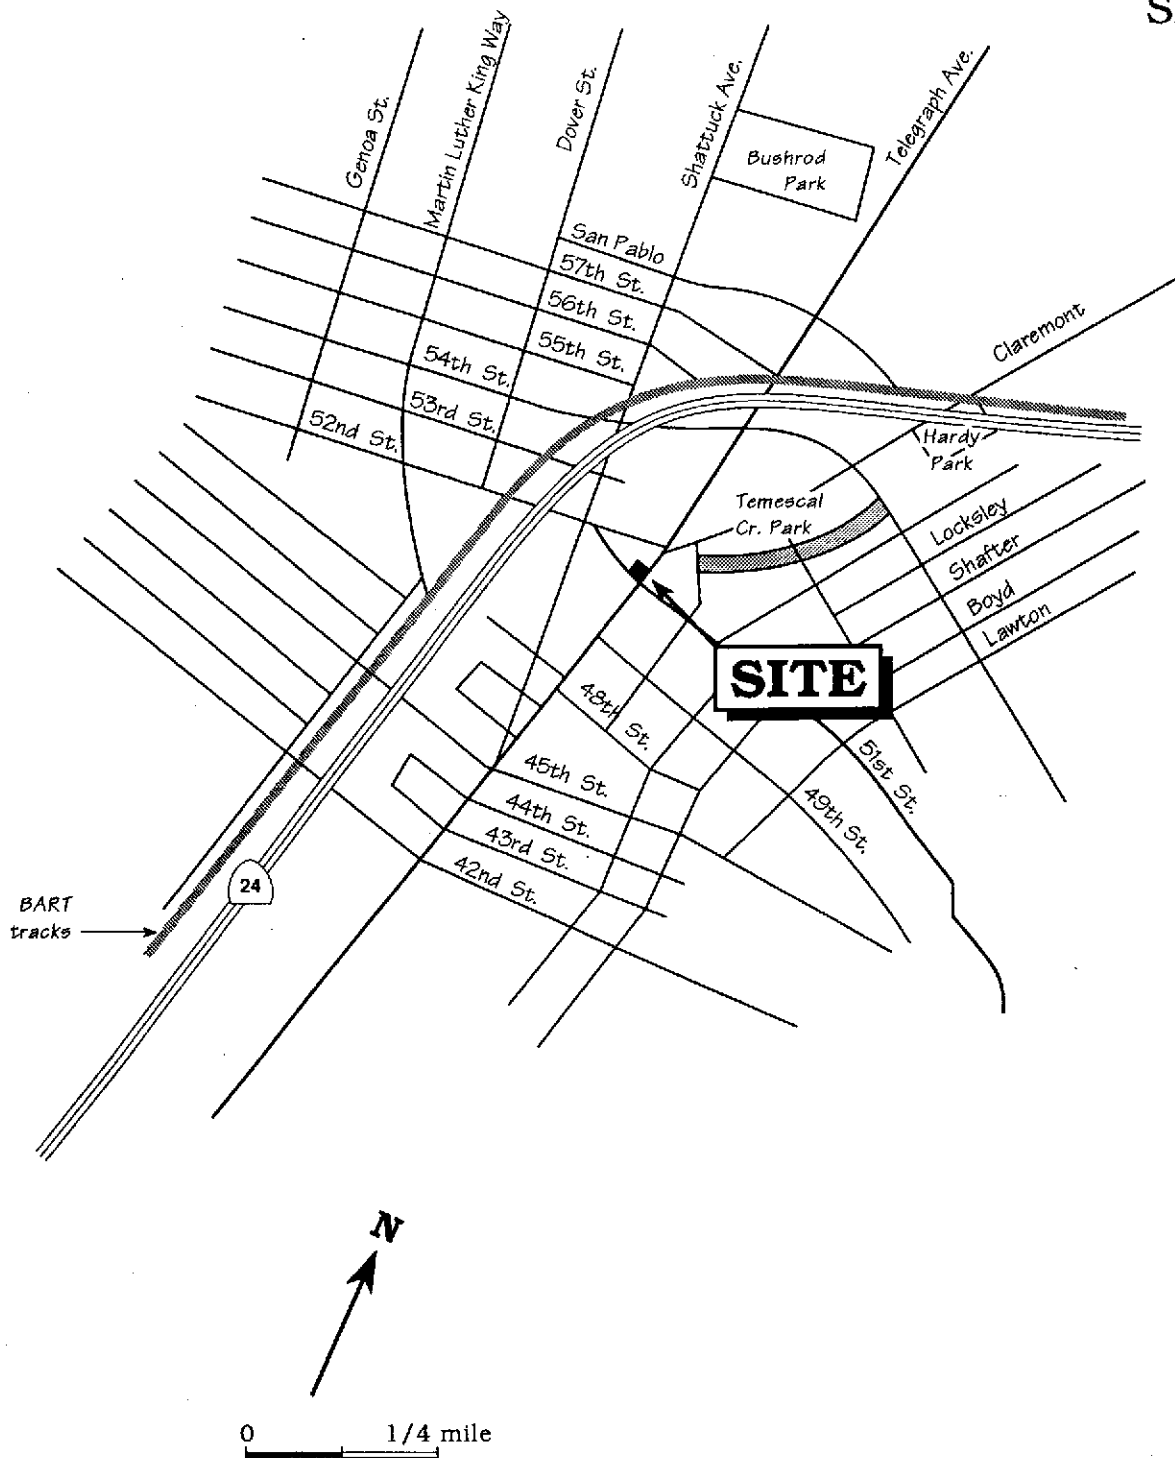 S
Genoa St.
Martin Luther King Way
Dover St.
Shattuck Ave.
Telegraph Ave.
Bushrod
Park
San Pablo
57th St.
56th St.
55th St.
54th St.
53rd St.
52nd St.
Claremont
Hardy
Park
Temescal
Cr. Park
Locksley
Shafter
Boyd
Lawton
SITE
48th St.
51st St.
49th St.
45th St.
44th St.
43rd St.
42nd St.
24
BART
tracks
N
0 1/4 mile